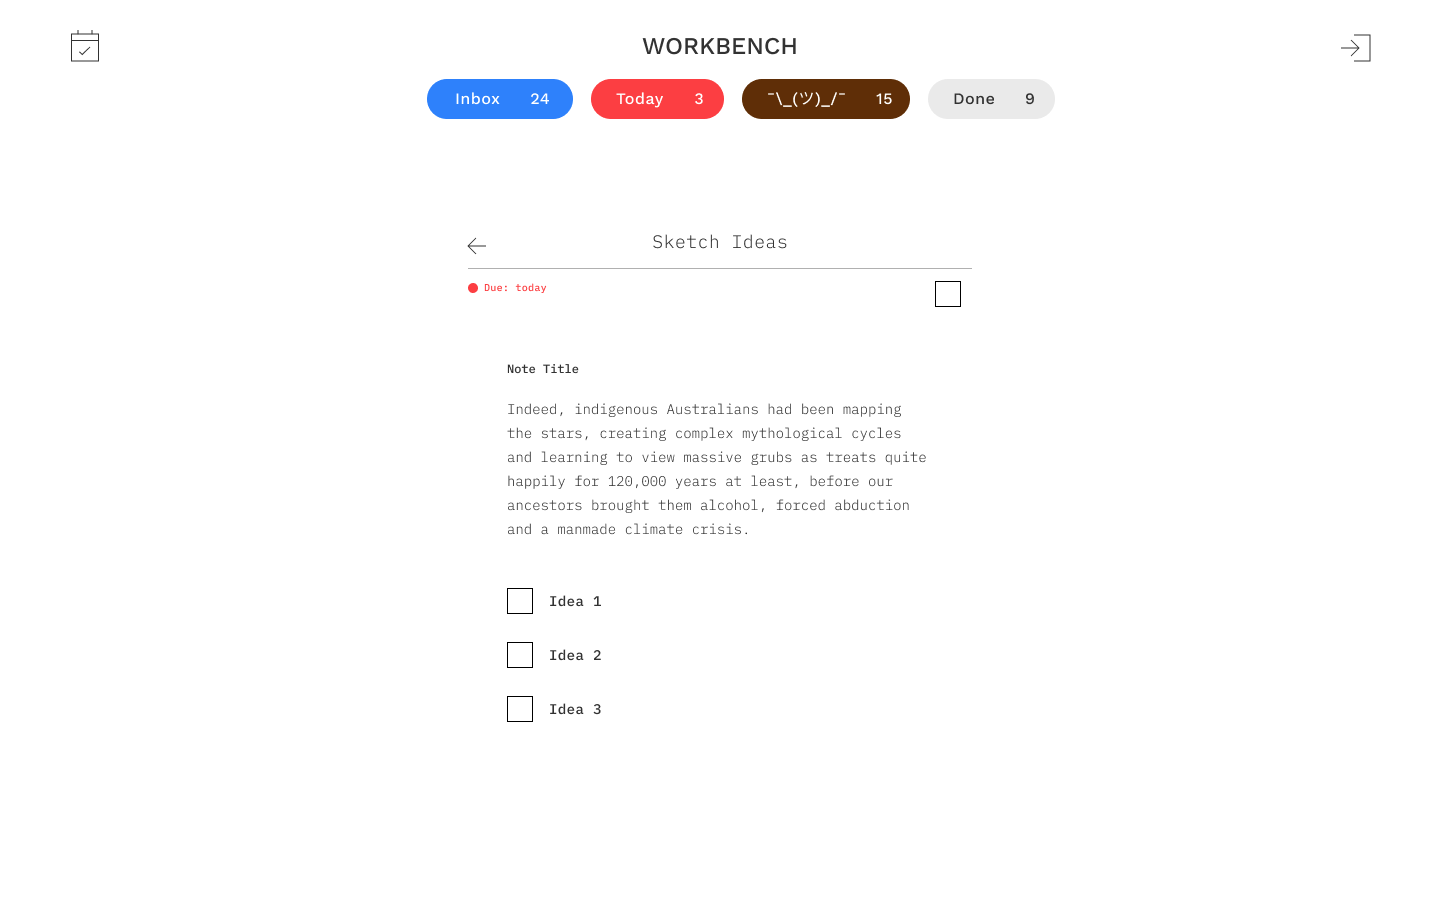 WORKBENCH
Inbox 24 Today 3 ¯\_(ツ)_/¯ 15 Done 9
Sketch Ideas
Due: today
Note Title
Indeed, indigenous Australians had been mapping
the stars, creating complex mythological cycles
and learning to view massive grubs as treats quite
happily for 120,000 years at least, before our
ancestors brought them alcohol, forced abduction
and a manmade climate crisis.
Idea 1
Idea 2
Idea 3